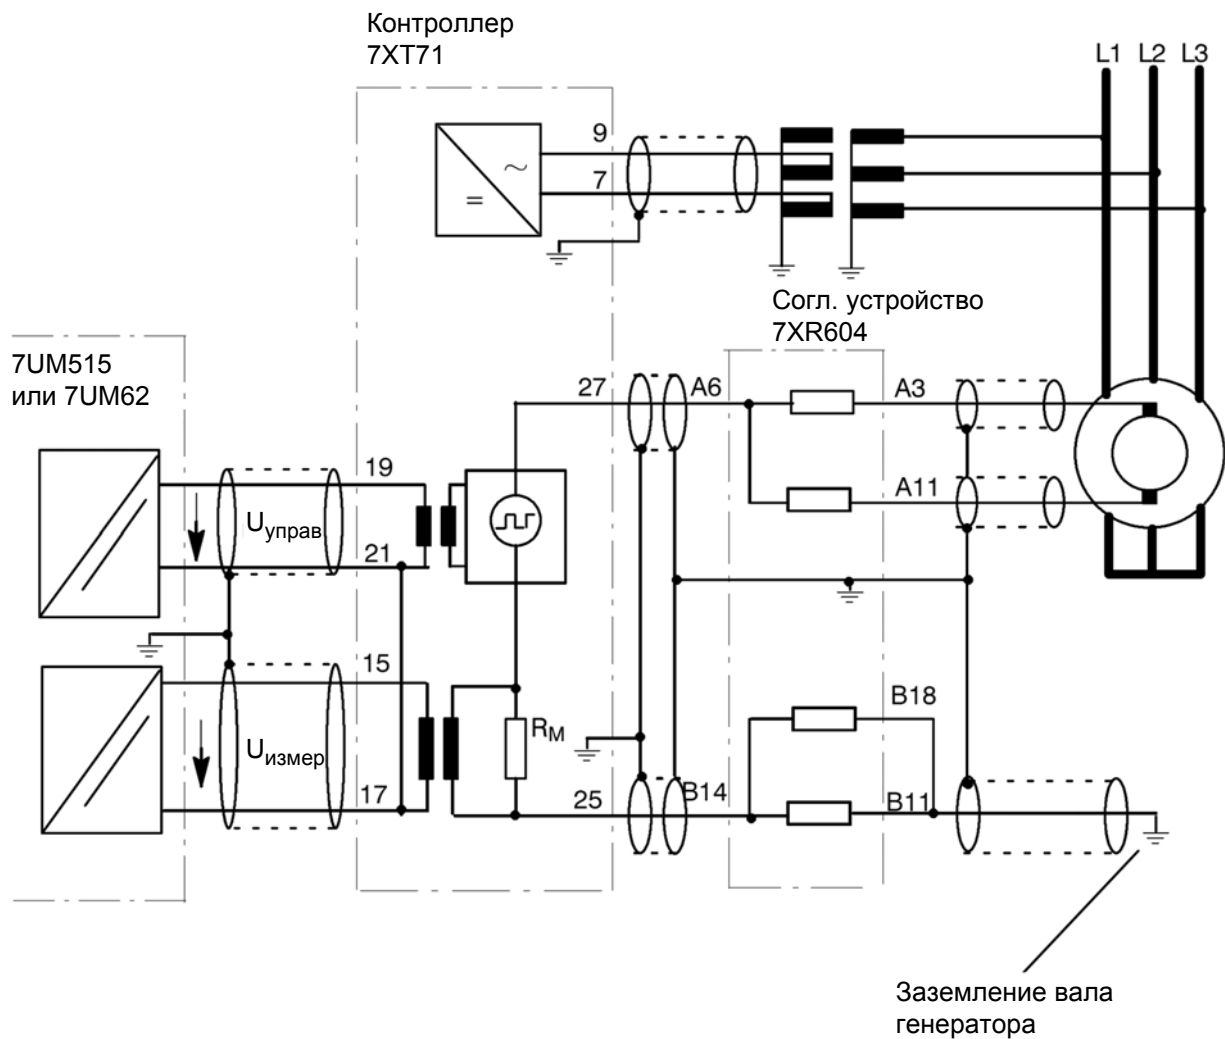 Контроллер
7XT71
L1 L2 L3
9
7
~
=
Согл. устройство
7XR604
7UM515
или 7UM62
27
A6
A3
19
A11
Uуправ
21
15
B18
RM
Uизмер
17
25
B14
B11
Заземление вала
генератора